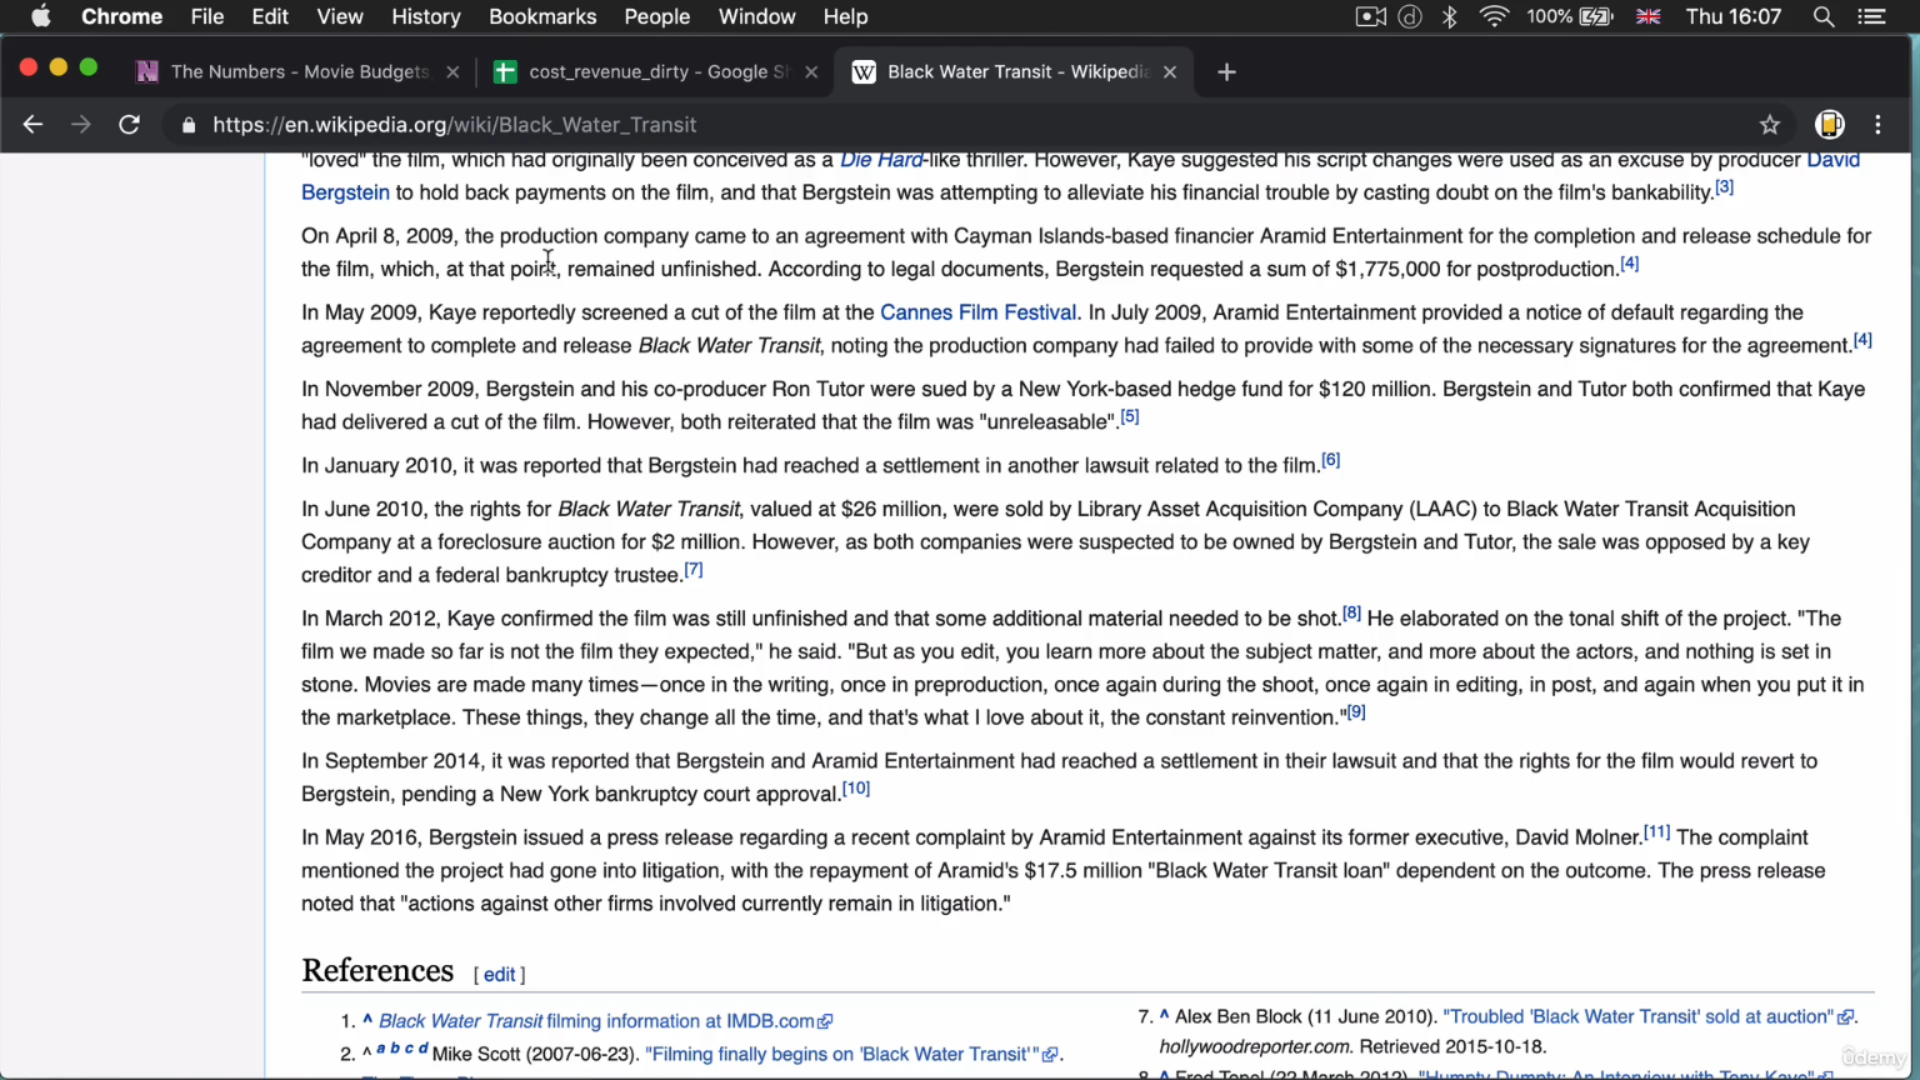 Chrome File Edit View History Bookmarks People Window Help 100% Thu 16:07
The Numbers - Movie Budgets cost_revenue_dirty - Google Sh Black Water Transit - Wikipedia
https://en.wikipedia.org/wiki/Black_Water_Transit
"loved" the film, which had originally been conceived as a Die Hard-like thriller. However, Kaye suggested his script changes were used as an excuse by producer David
Bergstein to hold back payments on the film, and that Bergstein was attempting to alleviate his financial trouble by casting doubt on the film's bankability.[3]
On April 8, 2009, the production company came to an agreement with Cayman Islands-based financier Aramid Entertainment for the completion and release schedule for
the film, which, at that point, remained unfinished. According to legal documents, Bergstein requested a sum of $1,775,000 for postproduction.[4]
In May 2009, Kaye reportedly screened a cut of the film at the Cannes Film Festival. In July 2009, Aramid Entertainment provided a notice of default regarding the
agreement to complete and release Black Water Transit, noting the production company had failed to provide with some of the necessary signatures for the agreement.[4]
In November 2009, Bergstein and his co-producer Ron Tutor were sued by a New York-based hedge fund for $120 million. Bergstein and Tutor both confirmed that Kaye
had delivered a cut of the film. However, both reiterated that the film was "unreleasable".[5]
In January 2010, it was reported that Bergstein had reached a settlement in another lawsuit related to the film.[6]
In June 2010, the rights for Black Water Transit, valued at $26 million, were sold by Library Asset Acquisition Company (LAAC) to Black Water Transit Acquisition
Company at a foreclosure auction for $2 million. However, as both companies were suspected to be owned by Bergstein and Tutor, the sale was opposed by a key
creditor and a federal bankruptcy trustee.[7]
In March 2012, Kaye confirmed the film was still unfinished and that some additional material needed to be shot.[8] He elaborated on the tonal shift of the project. "The
film we made so far is not the film they expected," he said. "But as you edit, you learn more about the subject matter, and more about the actors, and nothing is set in
stone. Movies are made many times—once in the writing, once in preproduction, once again during the shoot, once again in editing, in post, and again when you put it in
the marketplace. These things, they change all the time, and that's what I love about it, the constant reinvention."[9]
In September 2014, it was reported that Bergstein and Aramid Entertainment had reached a settlement in their lawsuit and that the rights for the film would revert to
Bergstein, pending a New York bankruptcy court approval.[10]
In May 2016, Bergstein issued a press release regarding a recent complaint by Aramid Entertainment against its former executive, David Molner.[11] The complaint
mentioned the project had gone into litigation, with the repayment of Aramid's $17.5 million "Black Water Transit loan" dependent on the outcome. The press release
noted that "actions against other firms involved currently remain in litigation."
References [ edit ]
1. ^ Black Water Transit filming information at IMDB.com
2. ^ a b c d Mike Scott (2007-06-23). "Filming finally begins on 'Black Water Transit'".
7. ^ Alex Ben Block (11 June 2010). "Troubled 'Black Water Transit' sold at auction".
hollywoodreporter.com. Retrieved 2015-10-18.
8. ^ Fred Topel (22 March 2012). "Humpty Dumpty: An Interview with Tony Kaye"
ûdemy